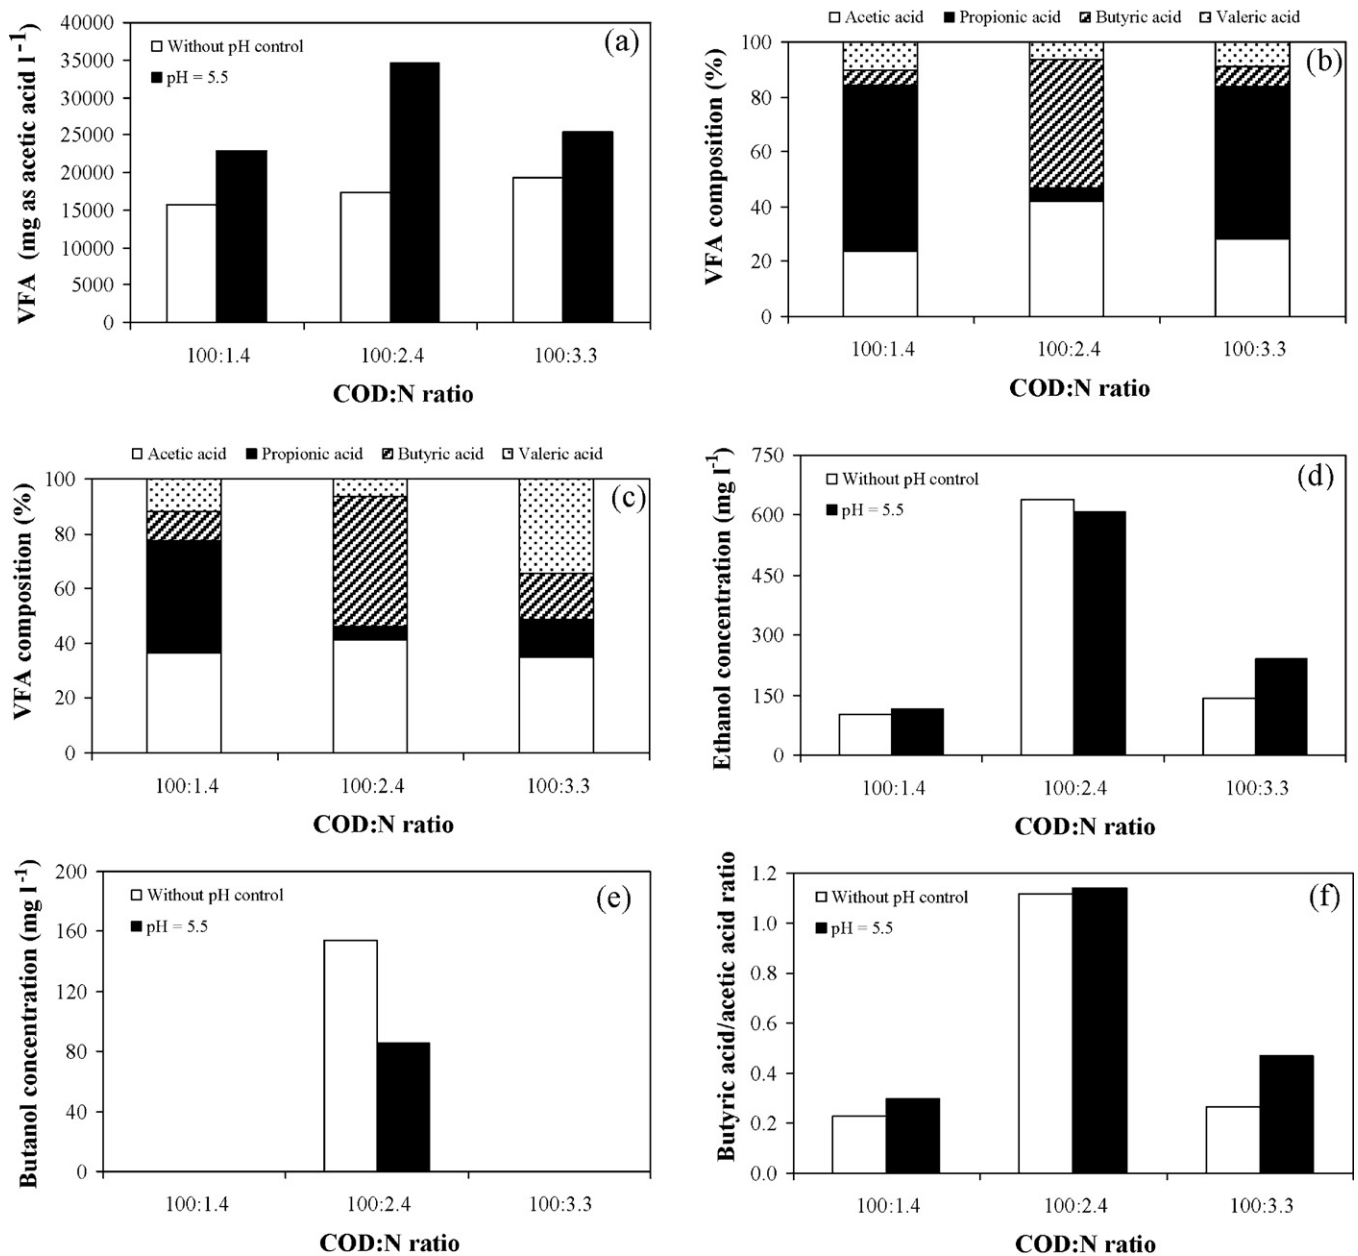 (a)
VFA (mg as acetic acid l⁻¹)
40000
35000
30000
25000
20000
15000
10000
5000
0
Without pH control
pH = 5.5
100:1.4 100:2.4 100:3.3
COD:N ratio
Acetic acid Propionic acid Butyric acid Valeric acid
(b)
VFA composition (%)
100
80
60
40
20
0
100:1.4 100:2.4 100:3.3
COD:N ratio
Acetic acid Propionic acid Butyric acid Valeric acid
(c)
VFA composition (%)
100
80
60
40
20
0
100:1.4 100:2.4 100:3.3
COD:N ratio
(d)
Ethanol concentration (mg l⁻¹)
750
600
450
300
150
0
Without pH control
pH = 5.5
100:1.4 100:2.4 100:3.3
COD:N ratio
(e)
Butanol concentration (mg l⁻¹)
200
160
120
80
40
0
Without pH control
pH = 5.5
100:1.4 100:2.4 100:3.3
COD:N ratio
(f)
Butyric acid/acetic acid ratio
1.2
1.0
0.8
0.6
0.4
0.2
0.0
Without pH control
pH = 5.5
100:1.4 100:2.4 100:3.3
COD:N ratio